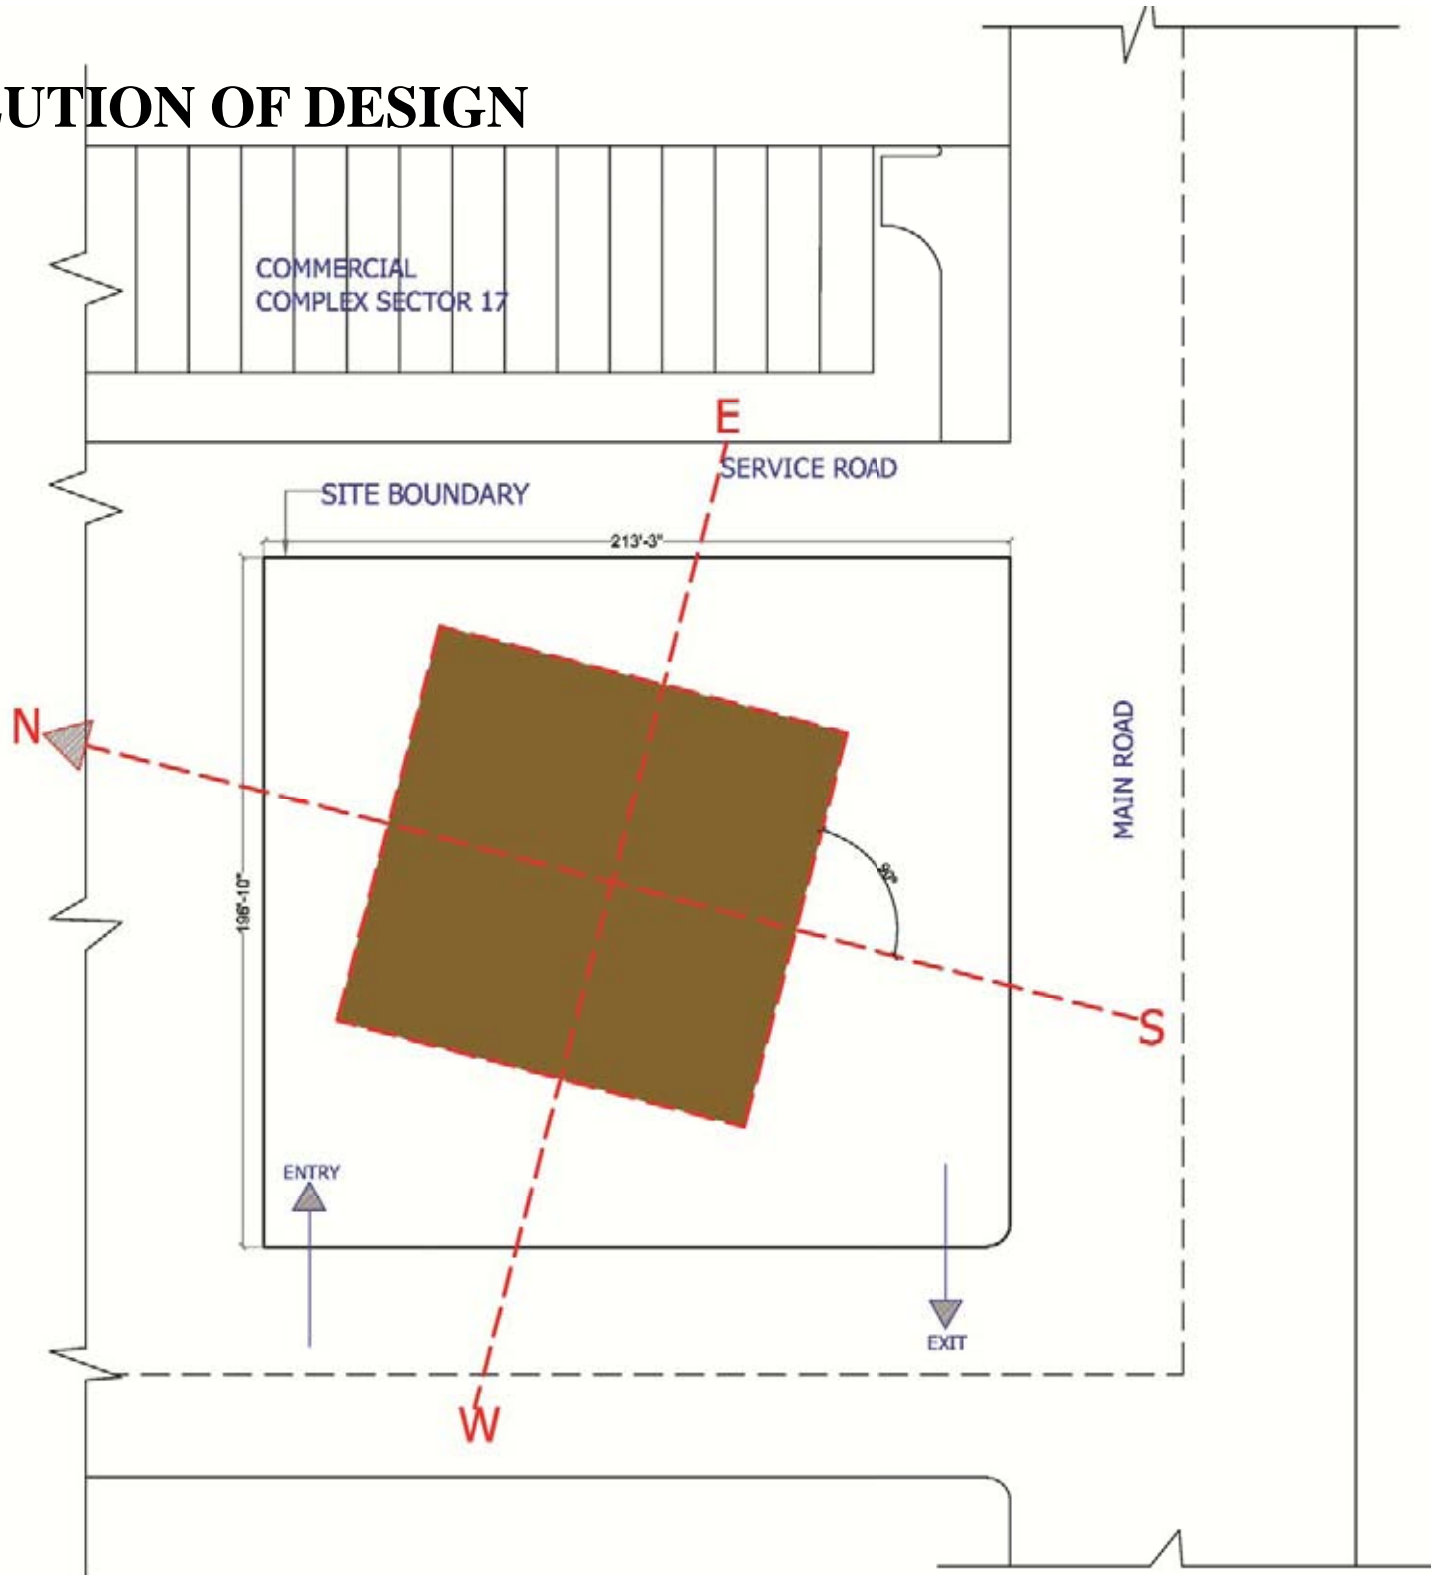 UTION OF DESIGN
COMMERCIAL
COMPLEX SECTOR 17
E
SERVICE ROAD
SITE BOUNDARY
213'-3"
N
MAIN ROAD
90°
196'-10"
S
ENTRY
EXIT
W